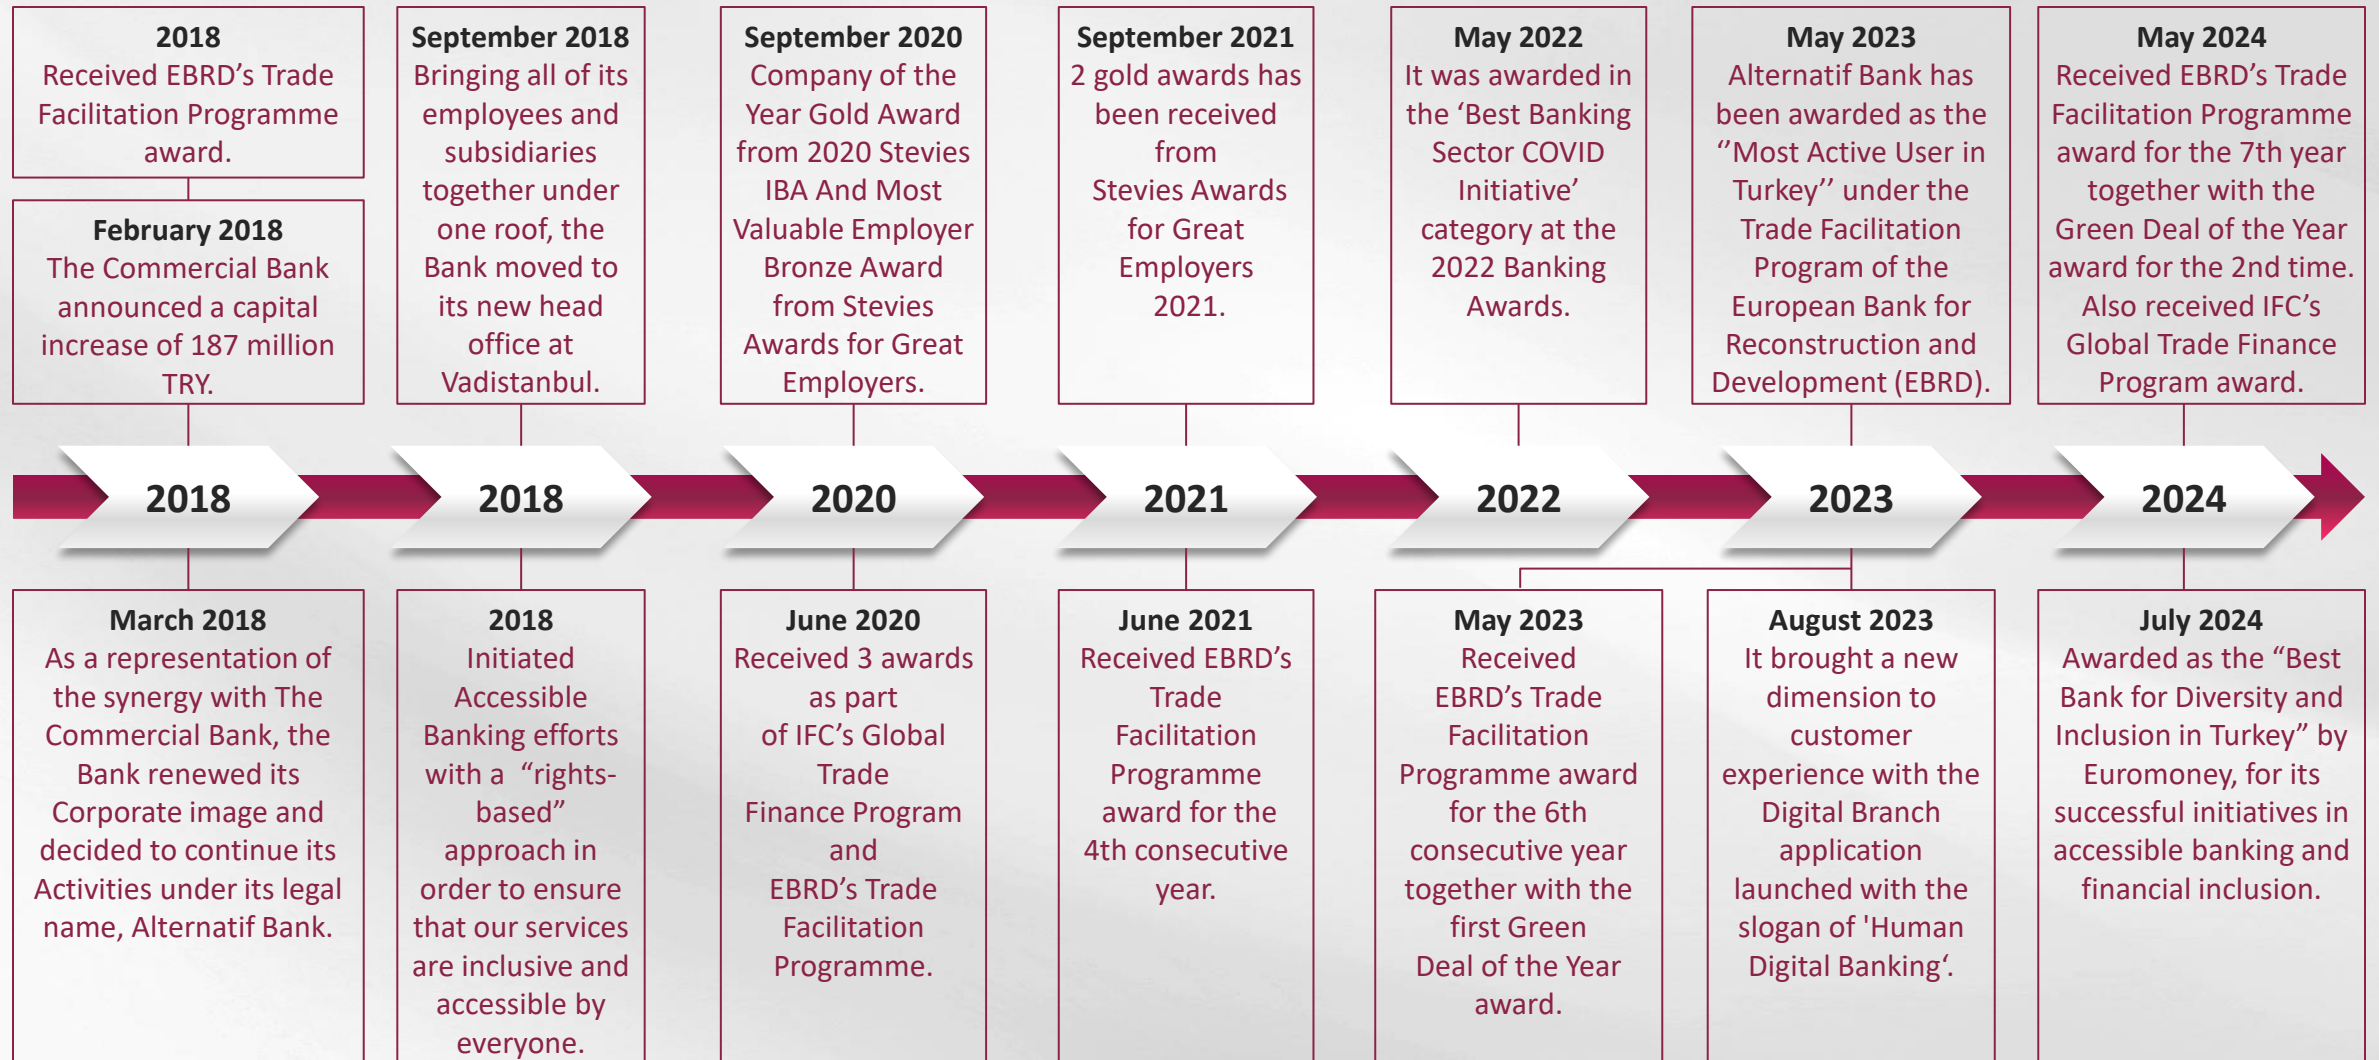 2018
Received EBRD’s Trade
Facilitation Programme
award.
February 2018
The Commercial Bank
announced a capital
increase of 187 million
TRY.
September 2018
Bringing all of its
employees and
subsidiaries
together under
one roof, the
Bank moved to
its new head
office at
Vadistanbul.
September 2020
Company of the
Year Gold Award
from 2020 Stevies
IBA And Most
Valuable Employer
Bronze Award
from Stevies
Awards for Great
Employers.
September 2021
2 gold awards has
been received
from
Stevies Awards
for Great
Employers
2021.
May 2022
It was awarded in
the ‘Best Banking
Sector COVID
Initiative’
category at the
2022 Banking
Awards.
May 2023
Alternatif Bank has
been awarded as the
‘’Most Active User in
Turkey’’ under the
Trade Facilitation
Program of the
European Bank for
Reconstruction and
Development (EBRD).
May 2024
Received EBRD’s Trade
Facilitation Programme
award for the 7th year
together with the
Green Deal of the Year
award for the 2nd time.
Also received IFC’s
Global Trade Finance
Program award.
2018
2018
2020
2021
2022
2023
2024
March 2018
As a representation of
the synergy with The
Commercial Bank, the
Bank renewed its
Corporate image and
decided to continue its
Activities under its legal
name, Alternatif Bank.
2018
Initiated
Accessible
Banking efforts
with a “rights-
based”
approach in
order to ensure
that our services
are inclusive and
accessible by
everyone.
June 2020
Received 3 awards
as part
of IFC’s Global
Trade
Finance Program
and
EBRD’s Trade
Facilitation
Programme.
June 2021
Received EBRD’s
Trade
Facilitation
Programme
award for the
4th consecutive
year.
May 2023
Received
EBRD’s Trade
Facilitation
Programme award
for the 6th
consecutive year
together with the
first Green
Deal of the Year
award.
August 2023
It brought a new
dimension to
customer
experience with the
Digital Branch
application
launched with the
slogan of 'Human
Digital Banking‘.
July 2024
Awarded as the “Best
Bank for Diversity and
Inclusion in Turkey” by
Euromoney, for its
successful initiatives in
accessible banking and
financial inclusion.